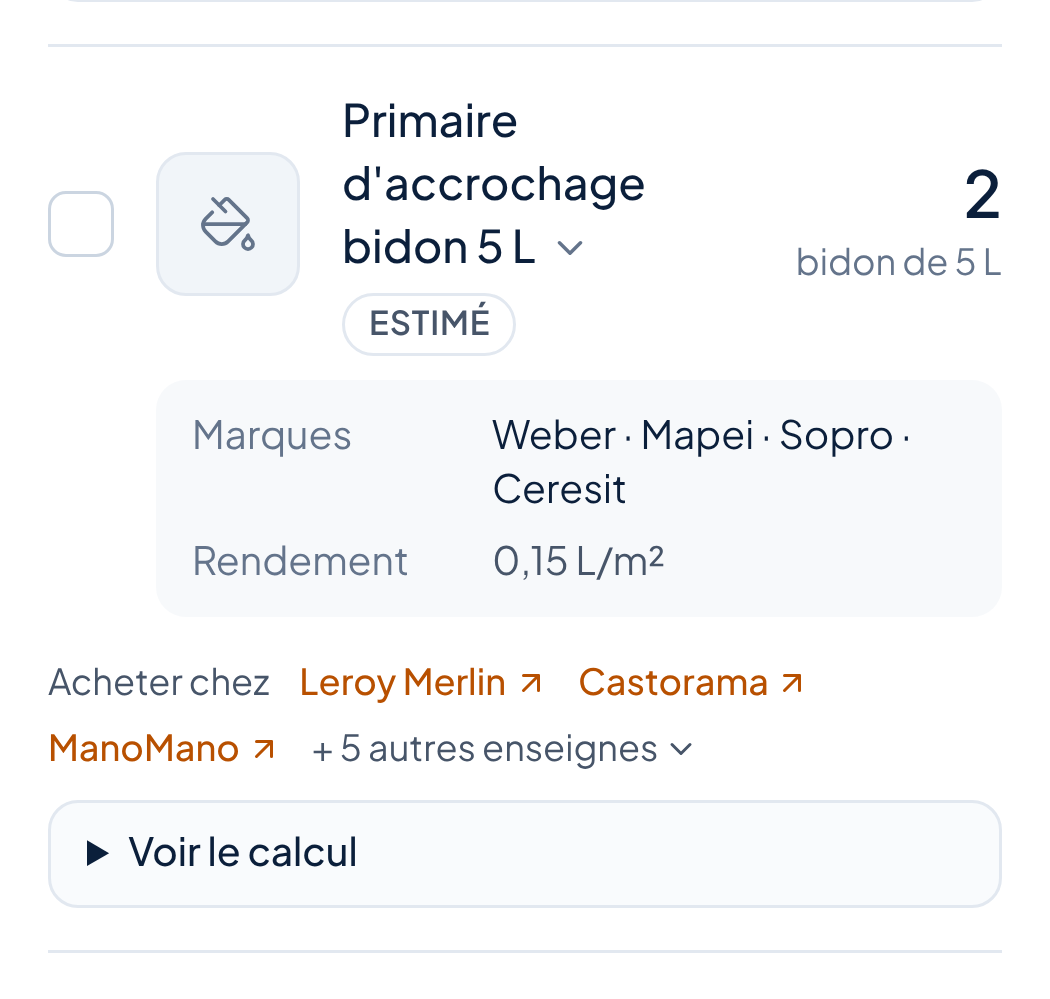 Primaire
d'accrochage
bidon 5 L
2
bidon de 5 L
ESTIMÉ
Marques
Weber · Mapei · Sopro ·
Ceresit
Rendement
0,15 L/m²
Acheter chez Leroy Merlin ↗ Castorama ↗
ManoMano ↗ + 5 autres enseignes
▶ Voir le calcul